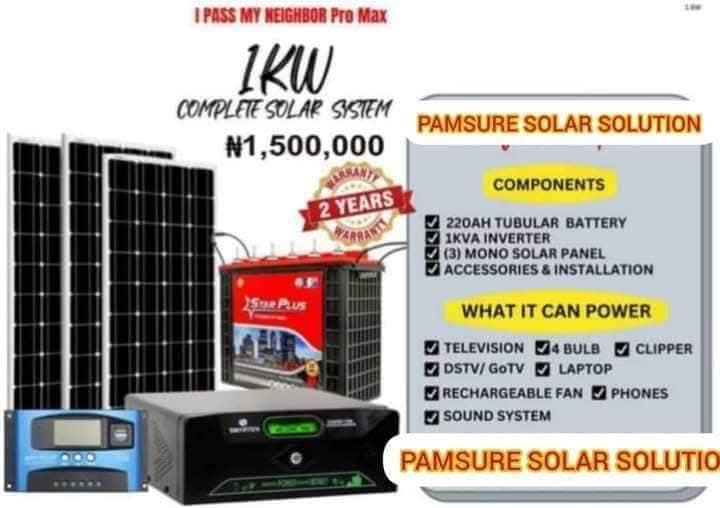 I PASS MY NEIGHBOR Pro Max
1KW
COMPLETE SOLAR SYSTEM
₦1,500,000
WARRANTY
2 YEARS
WARRANTY
STAR PLUS
SMARTEN
PAMSURE SOLAR SOLUTION
COMPONENTS
220AH TUBULAR BATTERY
1KVA INVERTER
(3) MONO SOLAR PANEL
ACCESSORIES & INSTALLATION
WHAT IT CAN POWER
TELEVISION 4 BULB CLIPPER
DSTV/ GoTV LAPTOP
RECHARGEABLE FAN PHONES
SOUND SYSTEM
PAMSURE SOLAR SOLUTIO